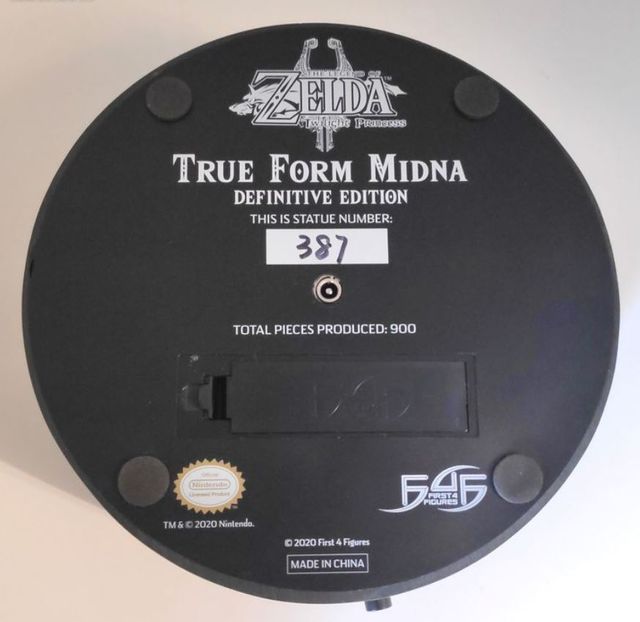 THE LEGEND OF
ZELDA™
Twilight Princess
TRUE FORM MIDNA
DEFINITIVE EDITION
THIS IS STATUE NUMBER:
387
TOTAL PIECES PRODUCED: 900
Official
Nintendo
Licensed Product
F4F
FIRST 4
FIGURES
TM & © 2020 Nintendo.
© 2020 First 4 Figures
MADE IN CHINA